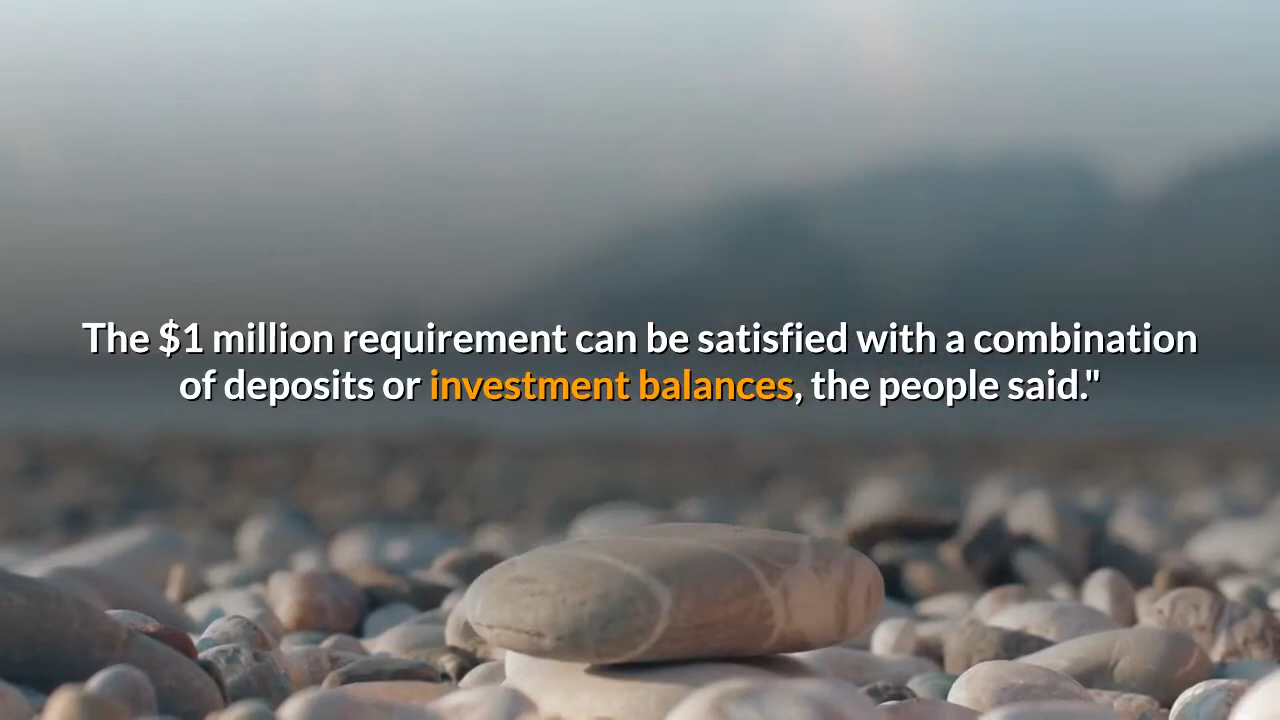 The $1 million requirement can be satisfied with a combination
of deposits or investment balances, the people said."